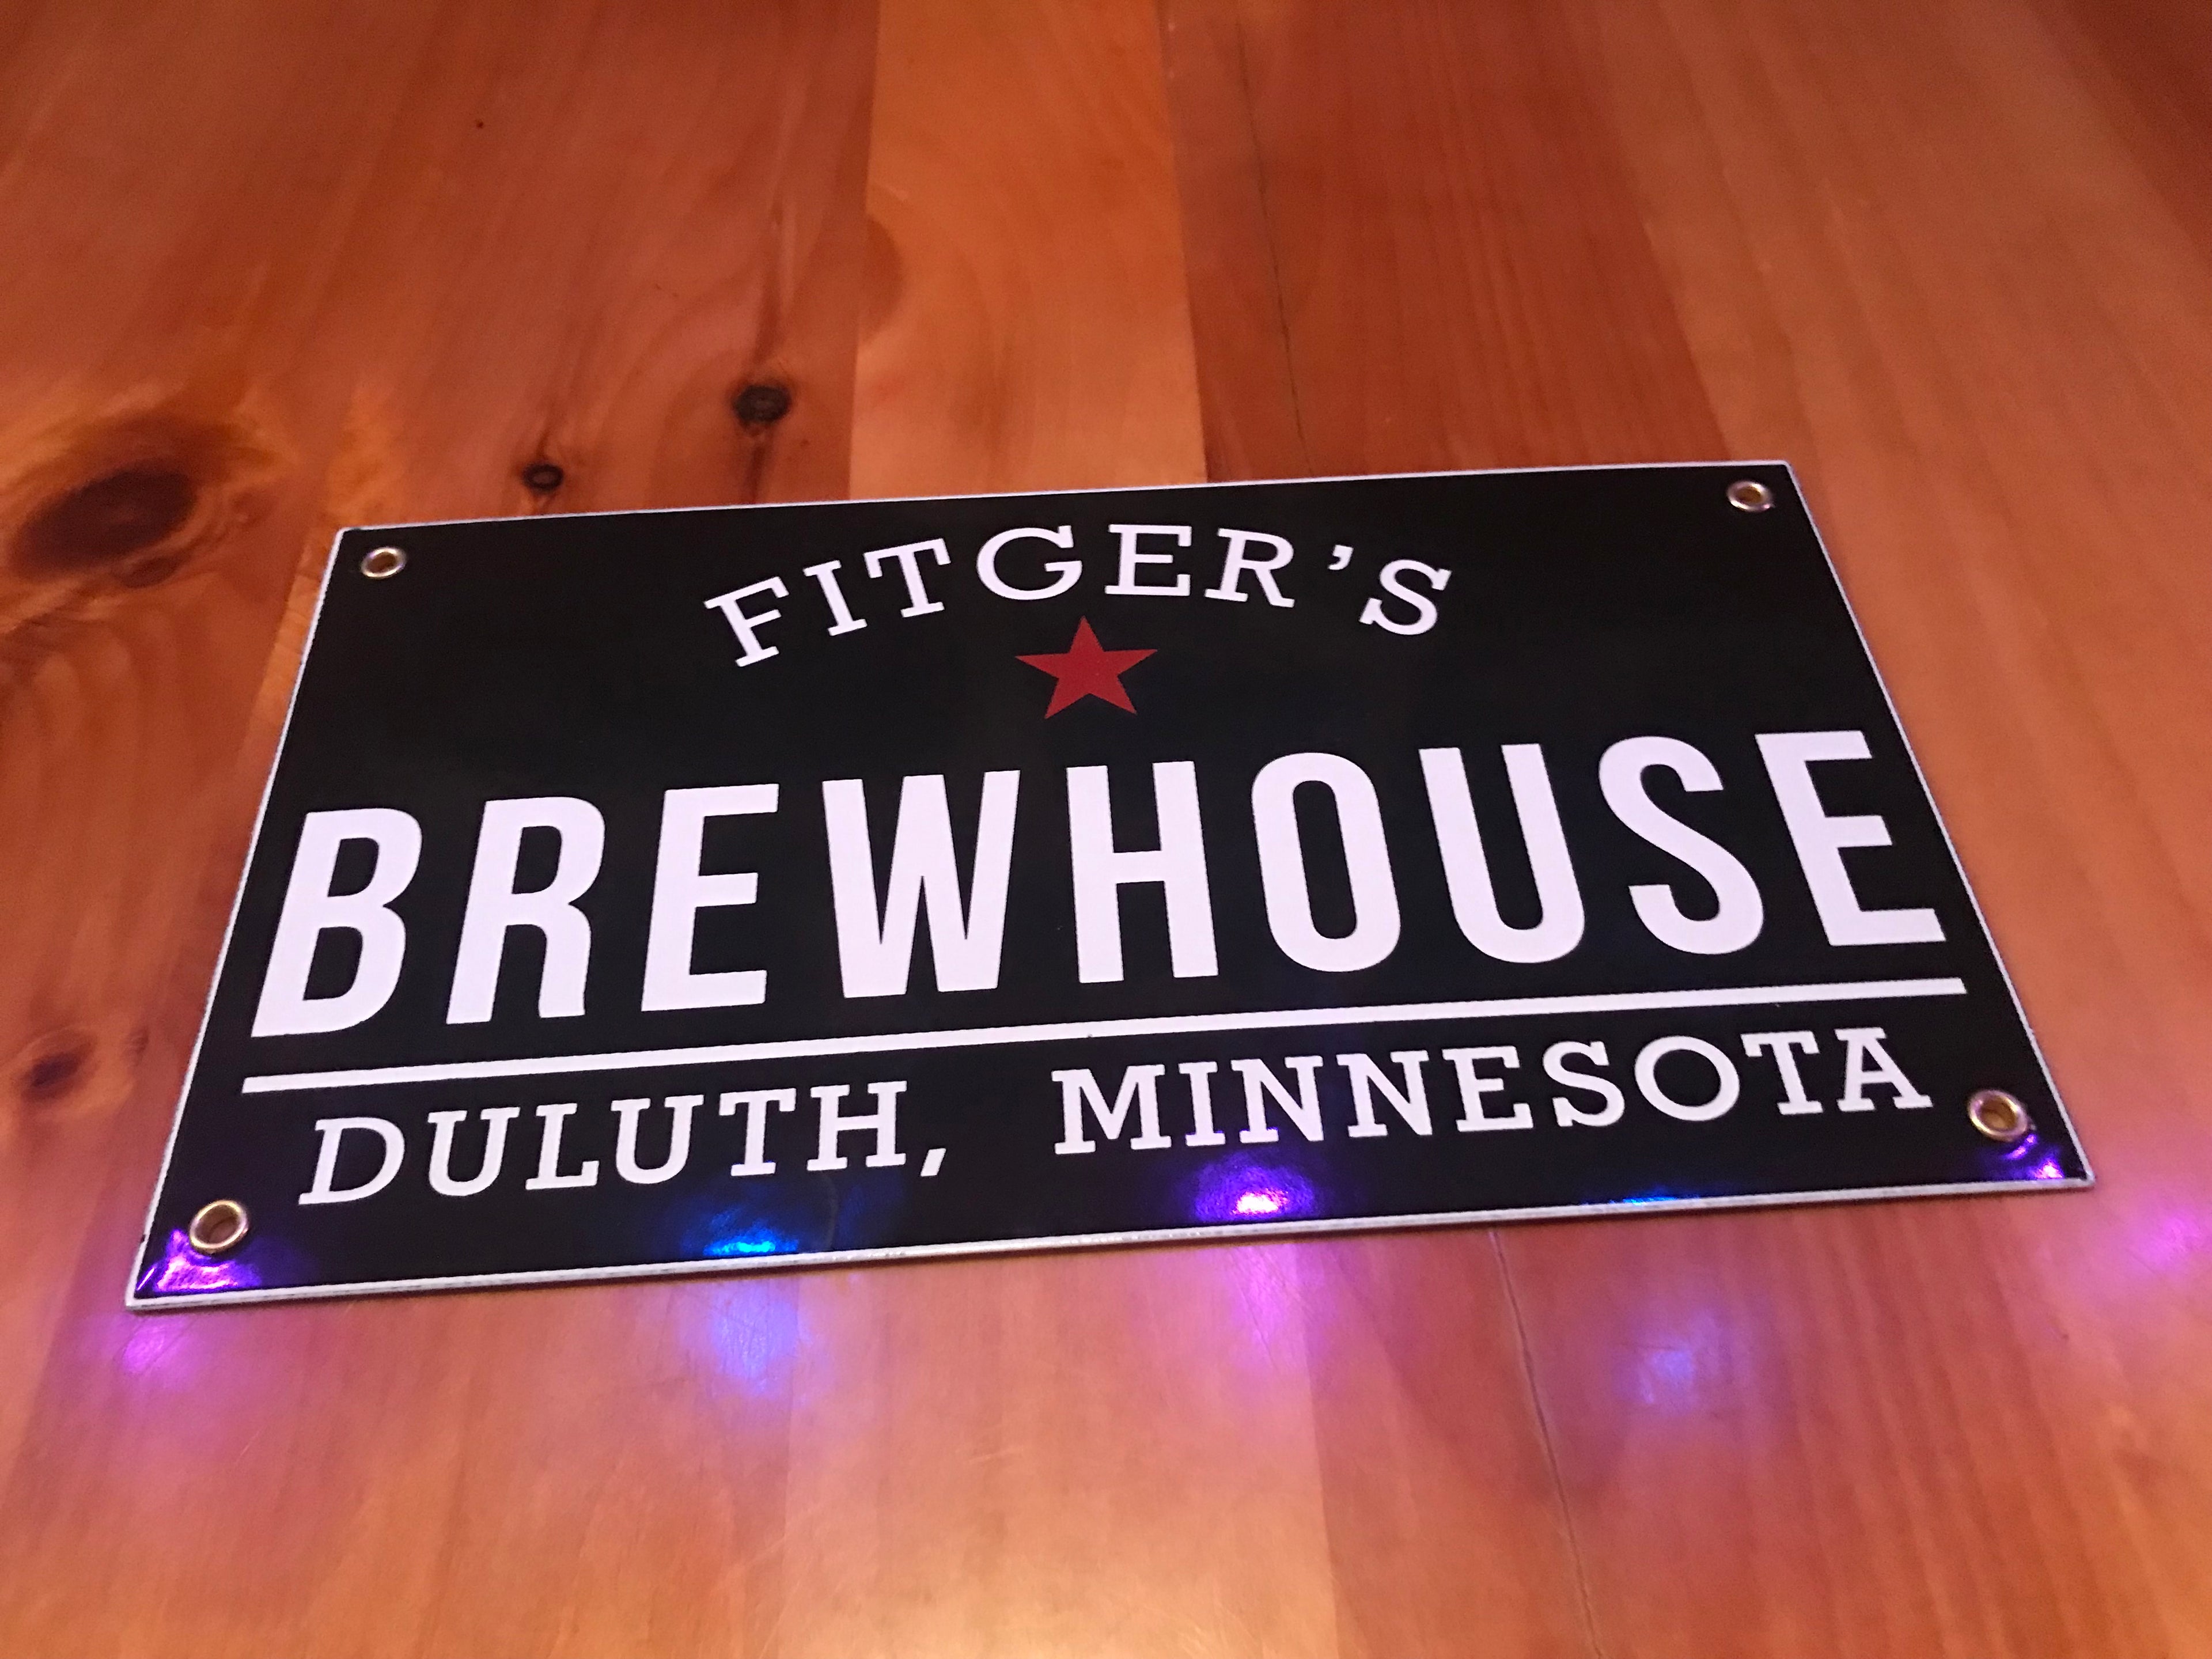 FITGER'S
BREWHOUSE
DULUTH, MINNESOTA